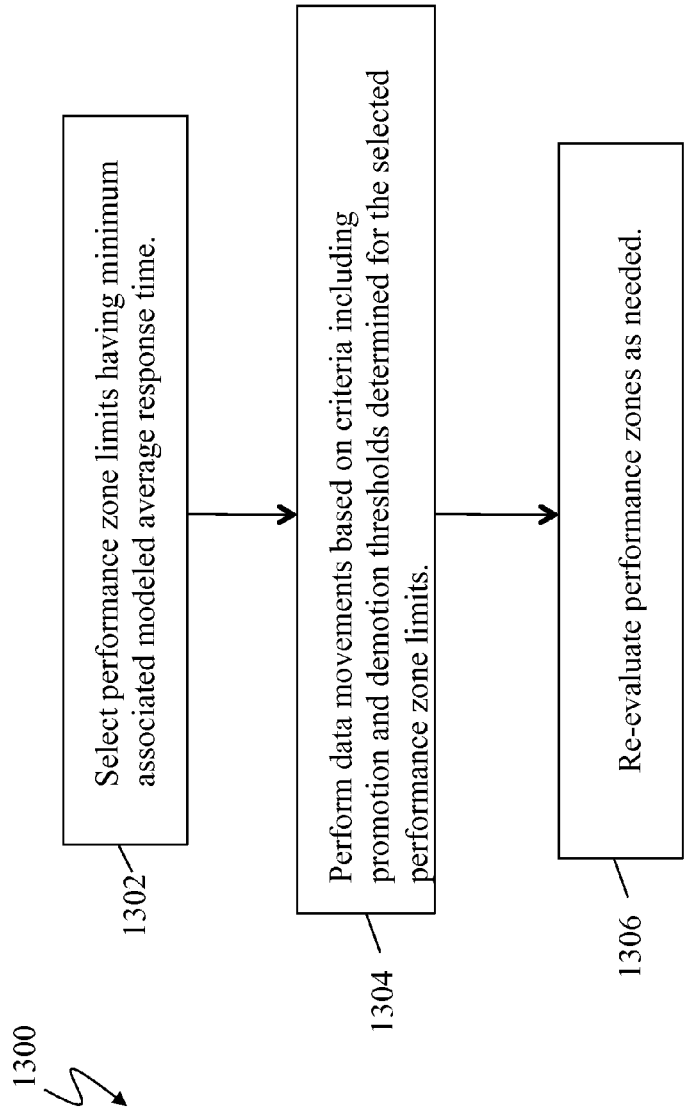 1300
1302
Select performance zone limits having minimum
associated modeled average response time.
1304
Perform data movements based on criteria including
promotion and demotion thresholds determined for the selected
performance zone limits.
1306
Re-evaluate performance zones as needed.